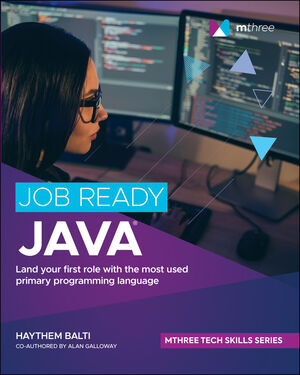 mthree
JOB READY
JAVA®
Land your first role with the most used
primary programming language
HAYTHEM BALTI
CO-AUTHORED BY ALAN GALLOWAY
MTHREE TECH SKILLS SERIES